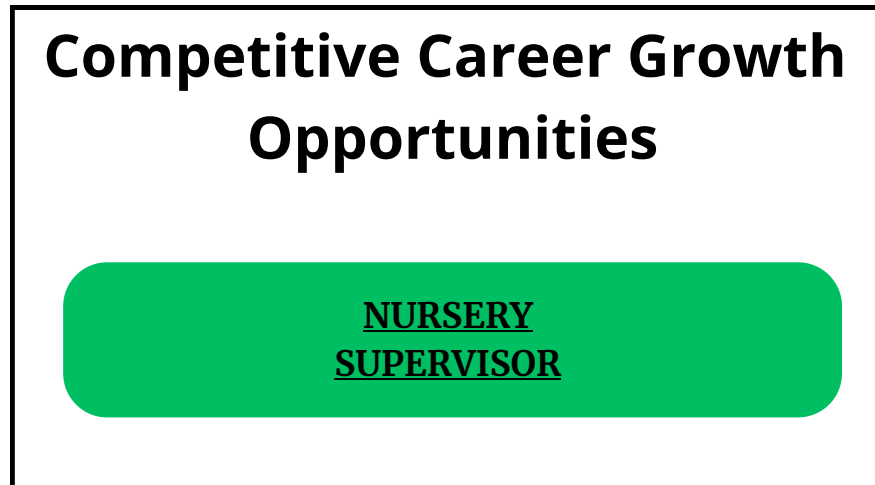 Competitive Career Growth
Opportunities
NURSERY
SUPERVISOR